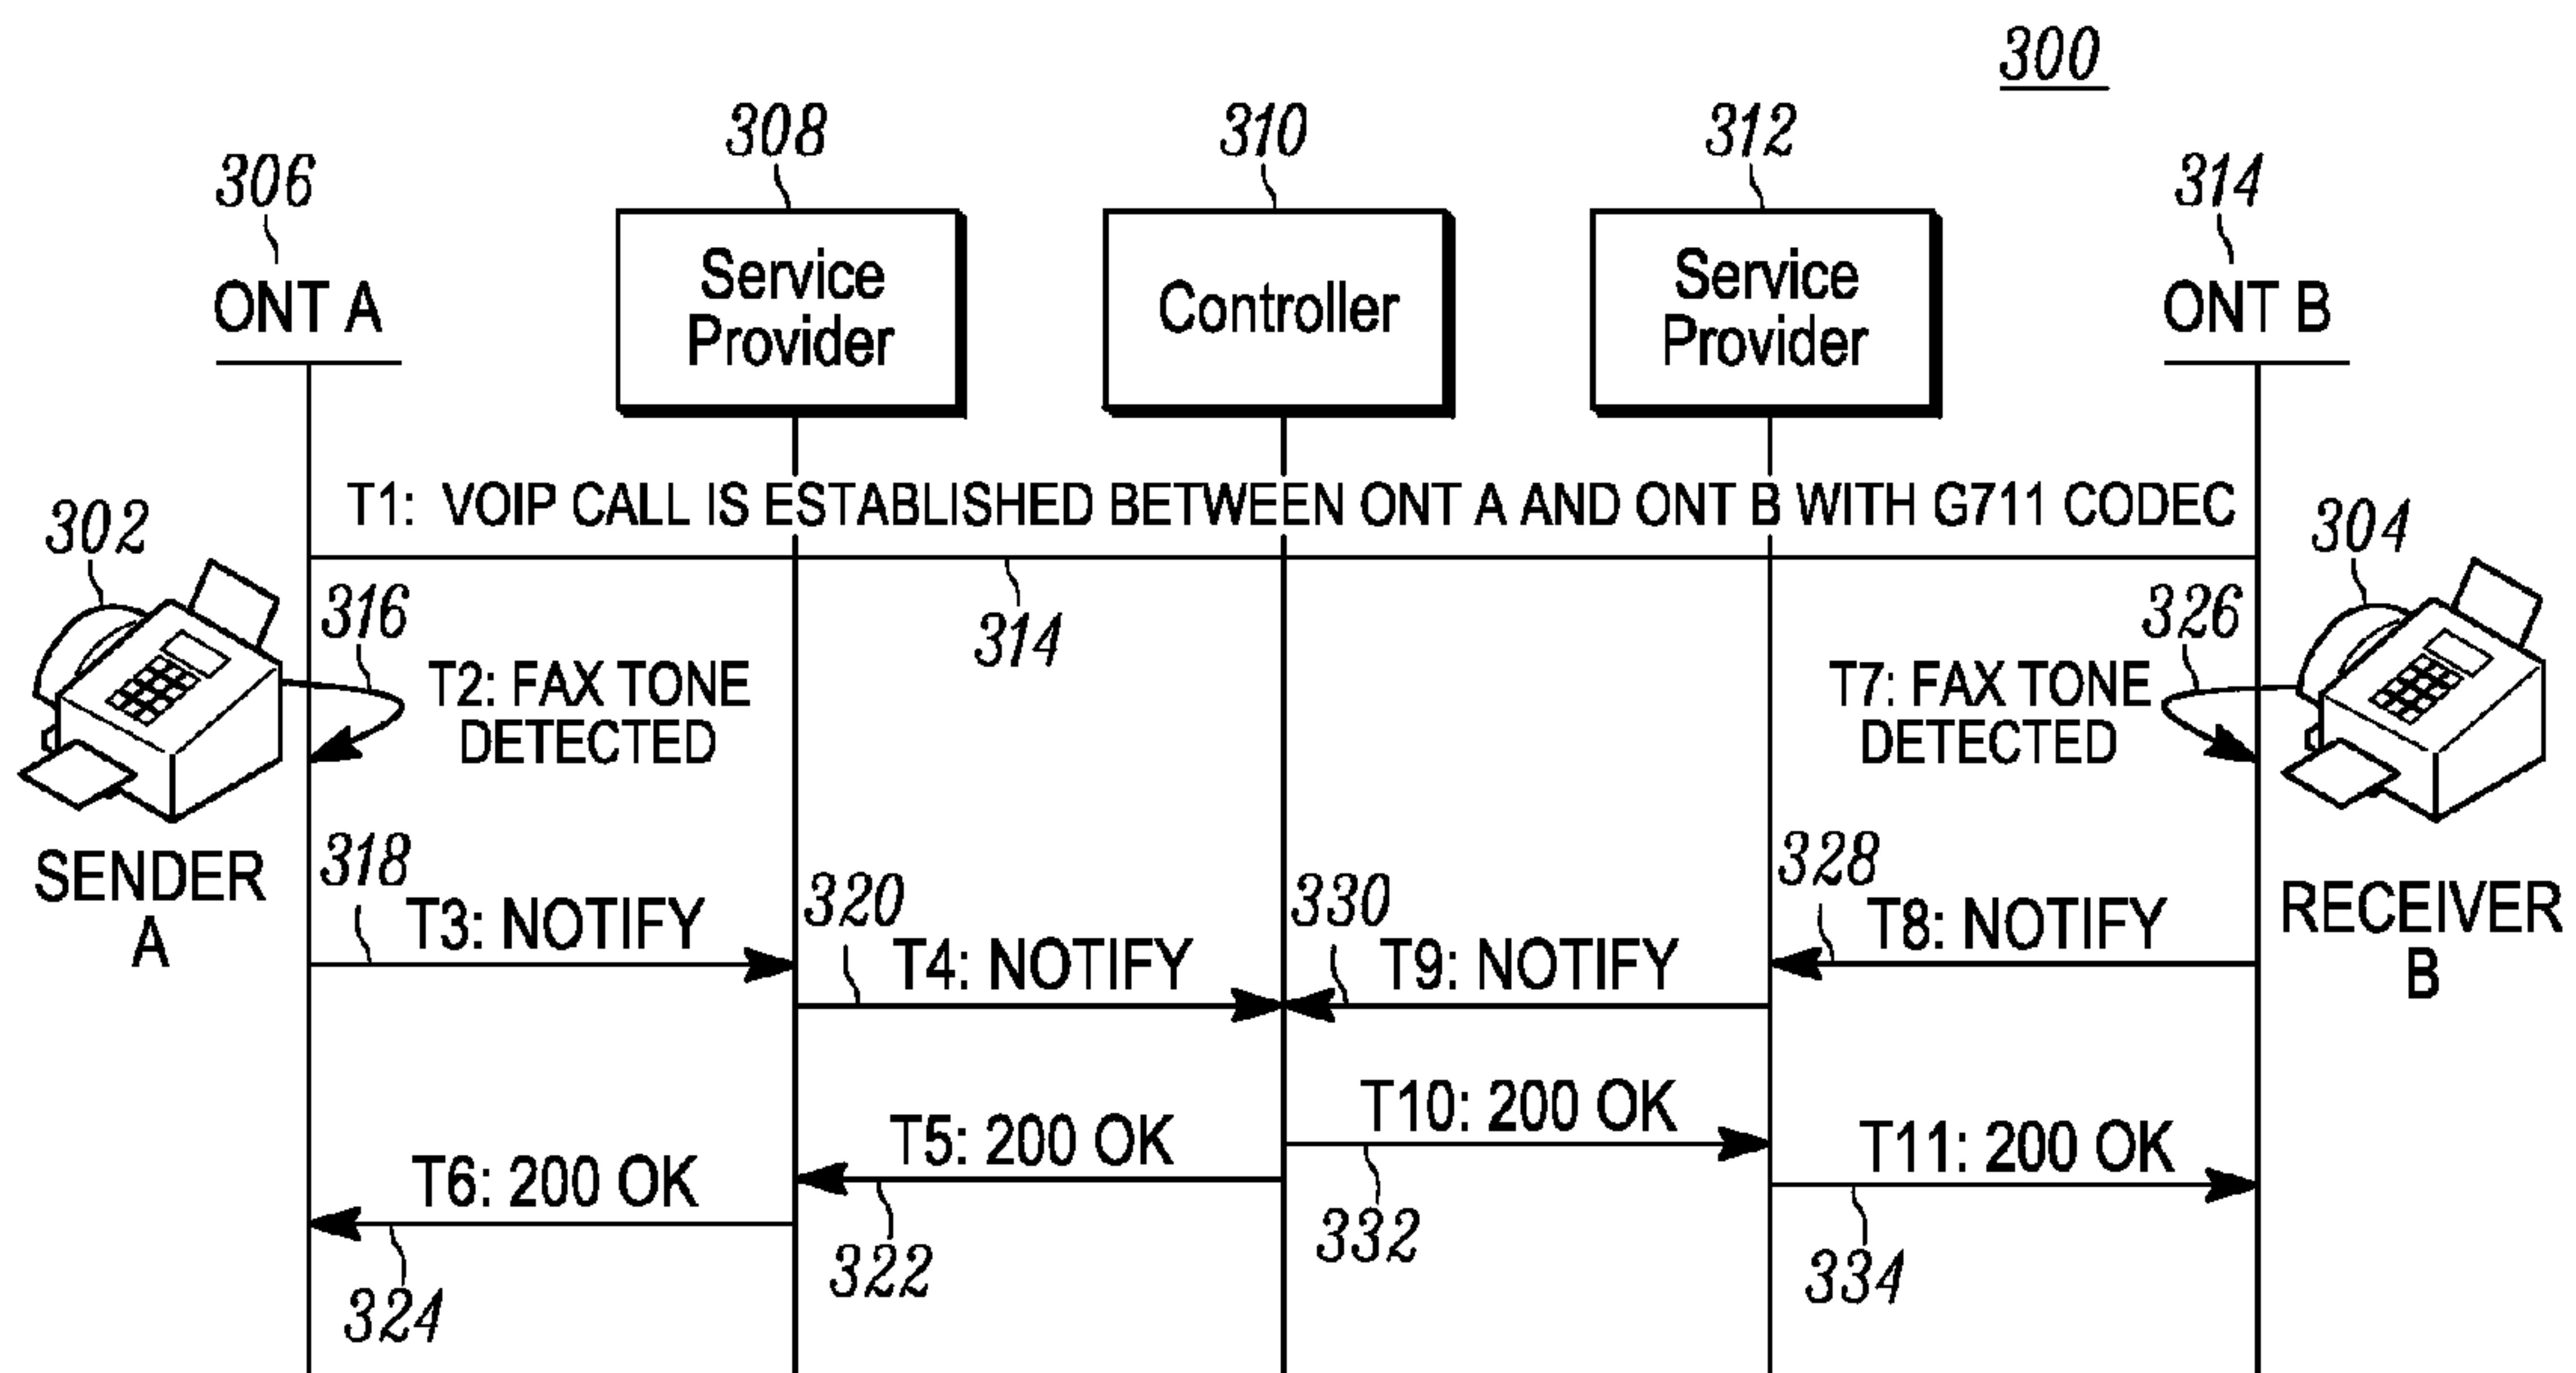 300
308
310
312
306
314
ONT A
Service
Provider
Controller
Service
Provider
ONT B
T1: VOIP CALL IS ESTABLISHED BETWEEN ONT A AND ONT B WITH G711 CODEC
302
304
316
314
326
T2: FAX TONE
DETECTED
T7: FAX TONE
DETECTED
SENDER
A
318
T3: NOTIFY
320
T4: NOTIFY
330
T9: NOTIFY
328
T8: NOTIFY
RECEIVER
B
T10: 200 OK
T5: 200 OK
T11: 200 OK
T6: 200 OK
332
322
334
324